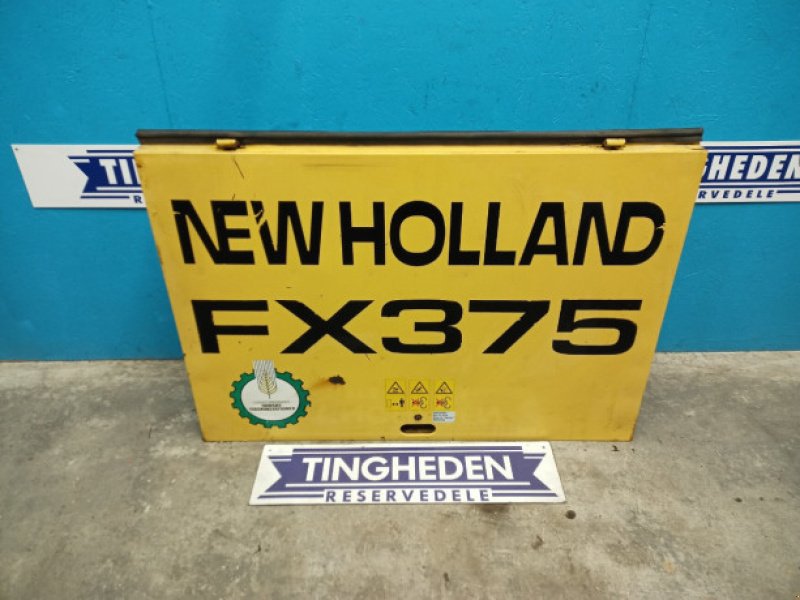 TINGHEDEN
RESERVEDELE
NEW HOLLAND
FX375
TINGHEDEN
RESERVEDELE